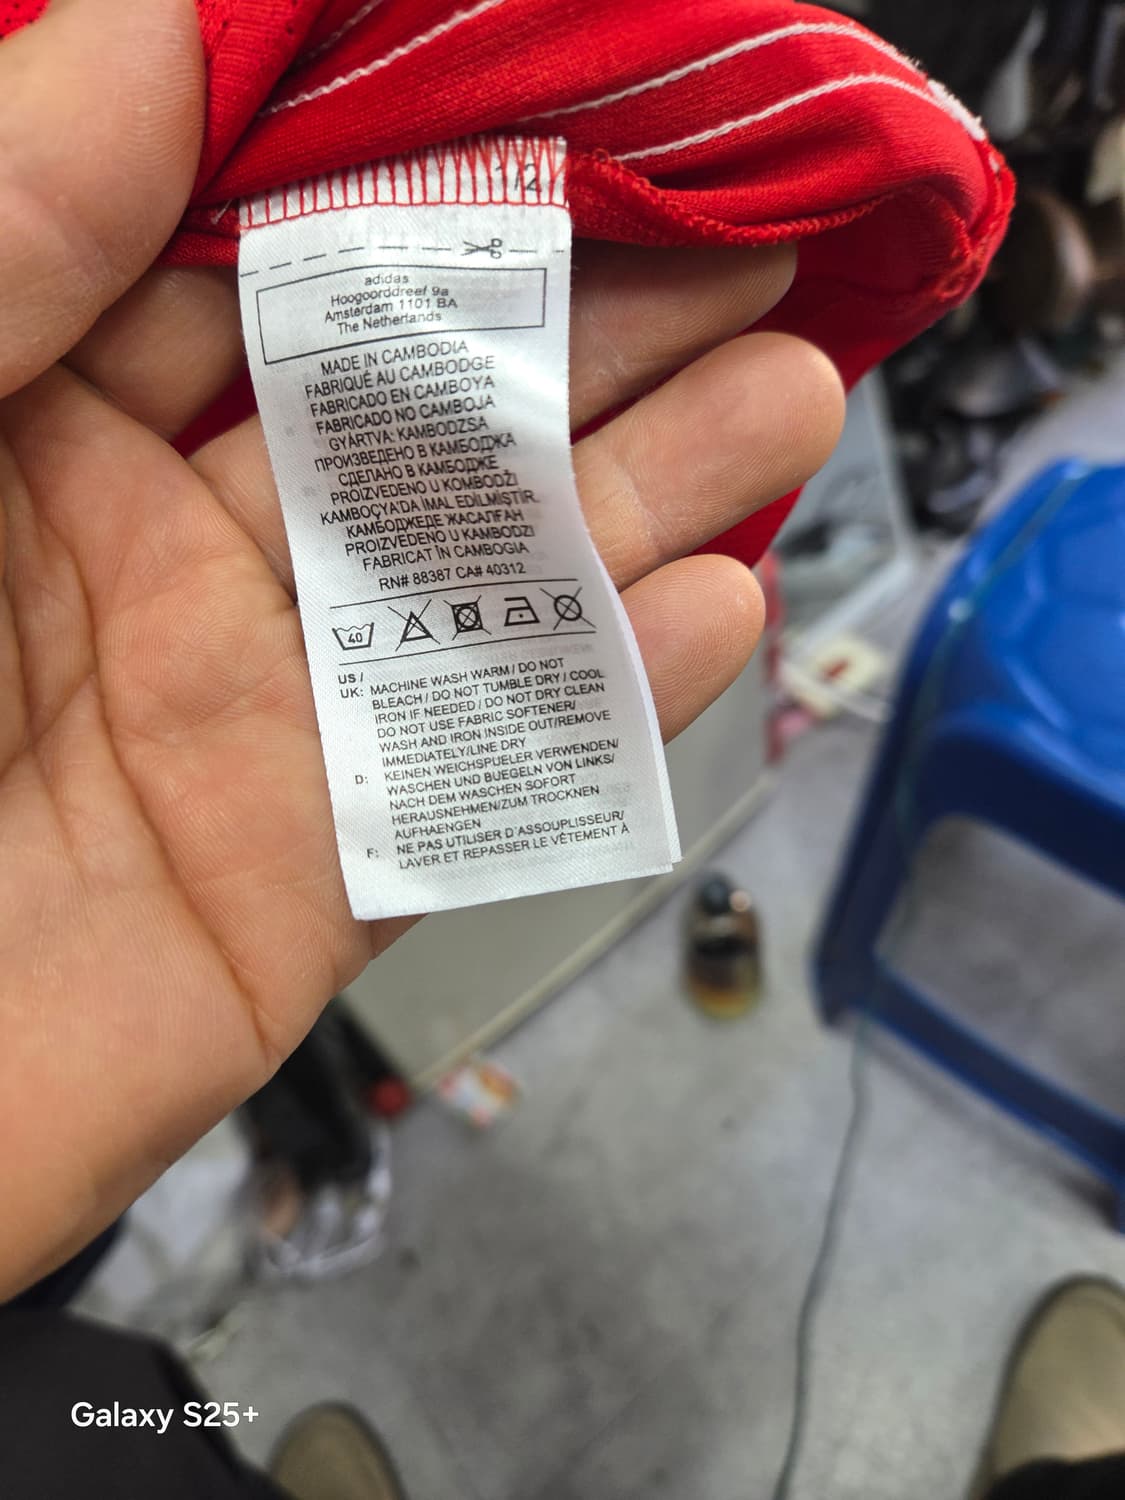 1/2
adidas
Hoogoorddreef 9a
Amsterdam 1101 BA
The Netherlands
MADE IN CAMBODIA
FABRIQUÉ AU CAMBODGE
FABRICADO EN CAMBOYA
FABRICADO NO CAMBOJA
GYÁRTVA: KAMBODZSA
ПРОИЗВЕДЕНО В КАМБОДЖА
СДЕЛАНО В КАМБОДЖЕ
PROIZVEDENO U KOMBODŽI
KAMBOÇYA'DA İMAL EDİLMİŞTİR.
КАМБОДЖЕДЕ ЖАСАЛҒАН
PROIZVEDENO U KAMBODZI
FABRICAT ÎN CAMBOGIA
RN# 88387 CA# 40312
40
US /
UK: MACHINE WASH WARM / DO NOT
BLEACH / DO NOT TUMBLE DRY / COOL
IRON IF NEEDED / DO NOT DRY CLEAN
DO NOT USE FABRIC SOFTENER/
WASH AND IRON INSIDE OUT/REMOVE
IMMEDIATELY/LINE DRY
D: KEINEN WEICHSPUELER VERWENDEN/
WASCHEN UND BUEGELN VON LINKS/
NACH DEM WASCHEN SOFORT
HERAUSNEHMEN/ZUM TROCKNEN
AUFHAENGEN
F: NE PAS UTILISER D'ASSOUPLISSEUR/
LAVER ET REPASSER LE VÊTEMENT À
Galaxy S25+